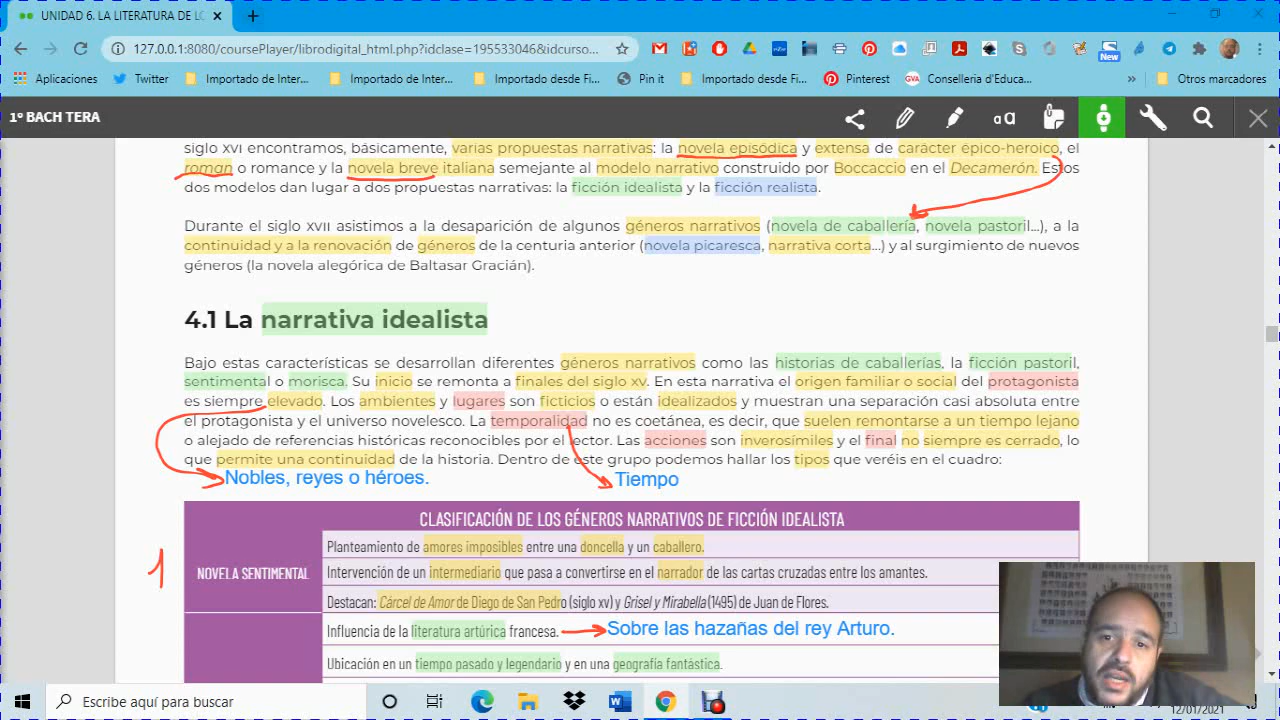 UNIDAD 6. LA LITERATURA DE LO
127.0.0.1:8080/coursePlayer/librodigital_html.php?idclase=195533046&idcurso...
New
Aplicaciones Twitter Importado de Inter... Importado de Inter... Importado desde Fi... Pin it Importado desde Fi... Pinterest GVA Conselleria d'Educa... » Otros marcadores
1º BACH TERA
aA
siglo XVI encontramos, básicamente, varias propuestas narrativas: la novela episódica y extensa de carácter épico-heroico, el
roman o romance y la novela breve italiana semejante al modelo narrativo construido por Boccaccio en el Decamerón. Estos
dos modelos dan lugar a dos propuestas narrativas: la ficción idealista y la ficción realista.
Durante el siglo XVII asistimos a la desaparición de algunos géneros narrativos (novela de caballería, novela pastoril...), a la
continuidad y a la renovación de géneros de la centuria anterior (novela picaresca, narrativa corta...) y al surgimiento de nuevos
géneros (la novela alegórica de Baltasar Gracián).
4.1 La narrativa idealista
Bajo estas características se desarrollan diferentes géneros narrativos como las historias de caballerías, la ficción pastoril,
sentimental o morisca. Su inicio se remonta a finales del siglo XV. En esta narrativa el origen familiar o social del protagonista
es siempre elevado. Los ambientes y lugares son ficticios o están idealizados y muestran una separación casi absoluta entre
el protagonista y el universo novelesco. La temporalidad no es coetánea, es decir, que suelen remontarse a un tiempo lejano
o alejado de referencias históricas reconocibles por el lector. Las acciones son inverosímiles y el final no siempre es cerrado, lo
que permite una continuidad de la historia. Dentro de este grupo podemos hallar los tipos que veréis en el cuadro:
Nobles, reyes o héroes. Tiempo
CLASIFICACIÓN DE LOS GÉNEROS NARRATIVOS DE FICCIÓN IDEALISTA
Planteamiento de amores imposibles entre una doncella y un caballero.
1 NOVELA SENTIMENTAL Intervención de un intermediario que pasa a convertirse en el narrador de las cartas cruzadas entre los amantes.
Destacan: Cárcel de Amor de Diego de San Pedro (siglo XV) y Grisel y Mirabella (1495) de Juan de Flores.
Influencia de la literatura artúrica francesa. Sobre las hazañas del rey Arturo.
Ubicación en un tiempo pasado y legendario y en una geografía fantástica.
Escribe aquí para buscar
12/01/2021